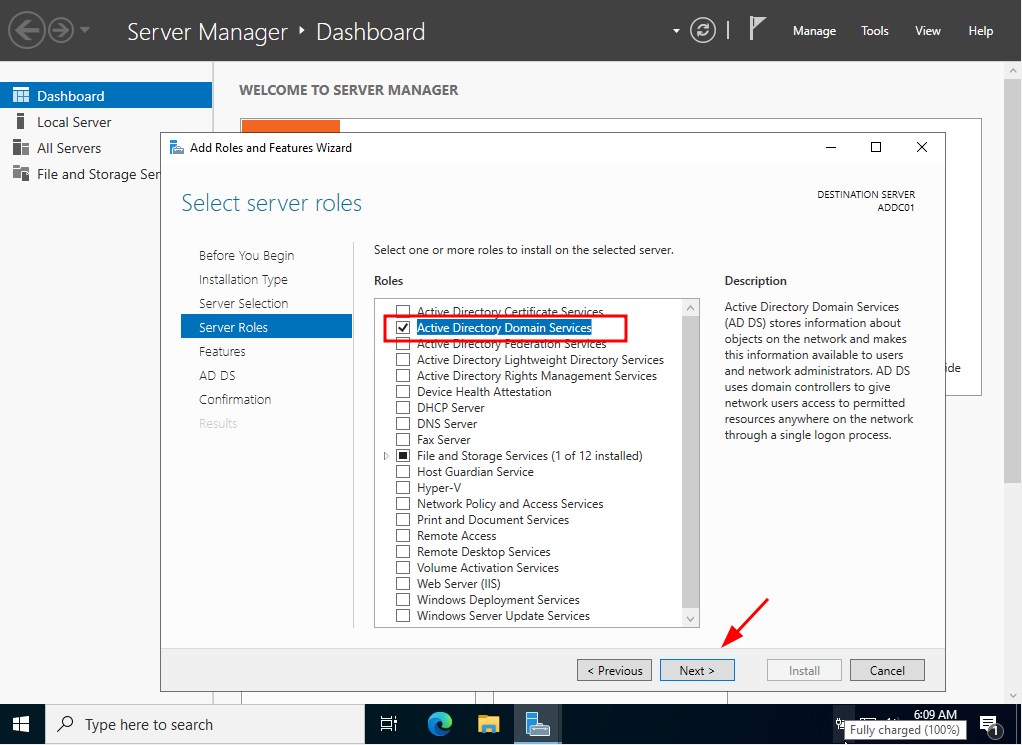 Server Manager ‣ Dashboard
Manage
Tools
View
Help
Dashboard
Local Server
All Servers
File and Storage Ser
WELCOME TO SERVER MANAGER
Add Roles and Features Wizard
Select server roles
DESTINATION SERVER
ADDC01
Before You Begin
Installation Type
Server Selection
Server Roles
Features
AD DS
Confirmation
Results
Select one or more roles to install on the selected server.
Roles
Active Directory Certificate Services
Active Directory Domain Services
Active Directory Federation Services
Active Directory Lightweight Directory Services
Active Directory Rights Management Services
Device Health Attestation
DHCP Server
DNS Server
Fax Server
File and Storage Services (1 of 12 installed)
Host Guardian Service
Hyper-V
Network Policy and Access Services
Print and Document Services
Remote Access
Remote Desktop Services
Volume Activation Services
Web Server (IIS)
Windows Deployment Services
Windows Server Update Services
Description
Active Directory Domain Services
(AD DS) stores information about
objects on the network and makes
this information available to users
and network administrators. AD DS
uses domain controllers to give
network users access to permitted
resources anywhere on the network
through a single logon process.
ide
< Previous
Next >
Install
Cancel
Type here to search
6:09 AM
Fully charged (100%)
1